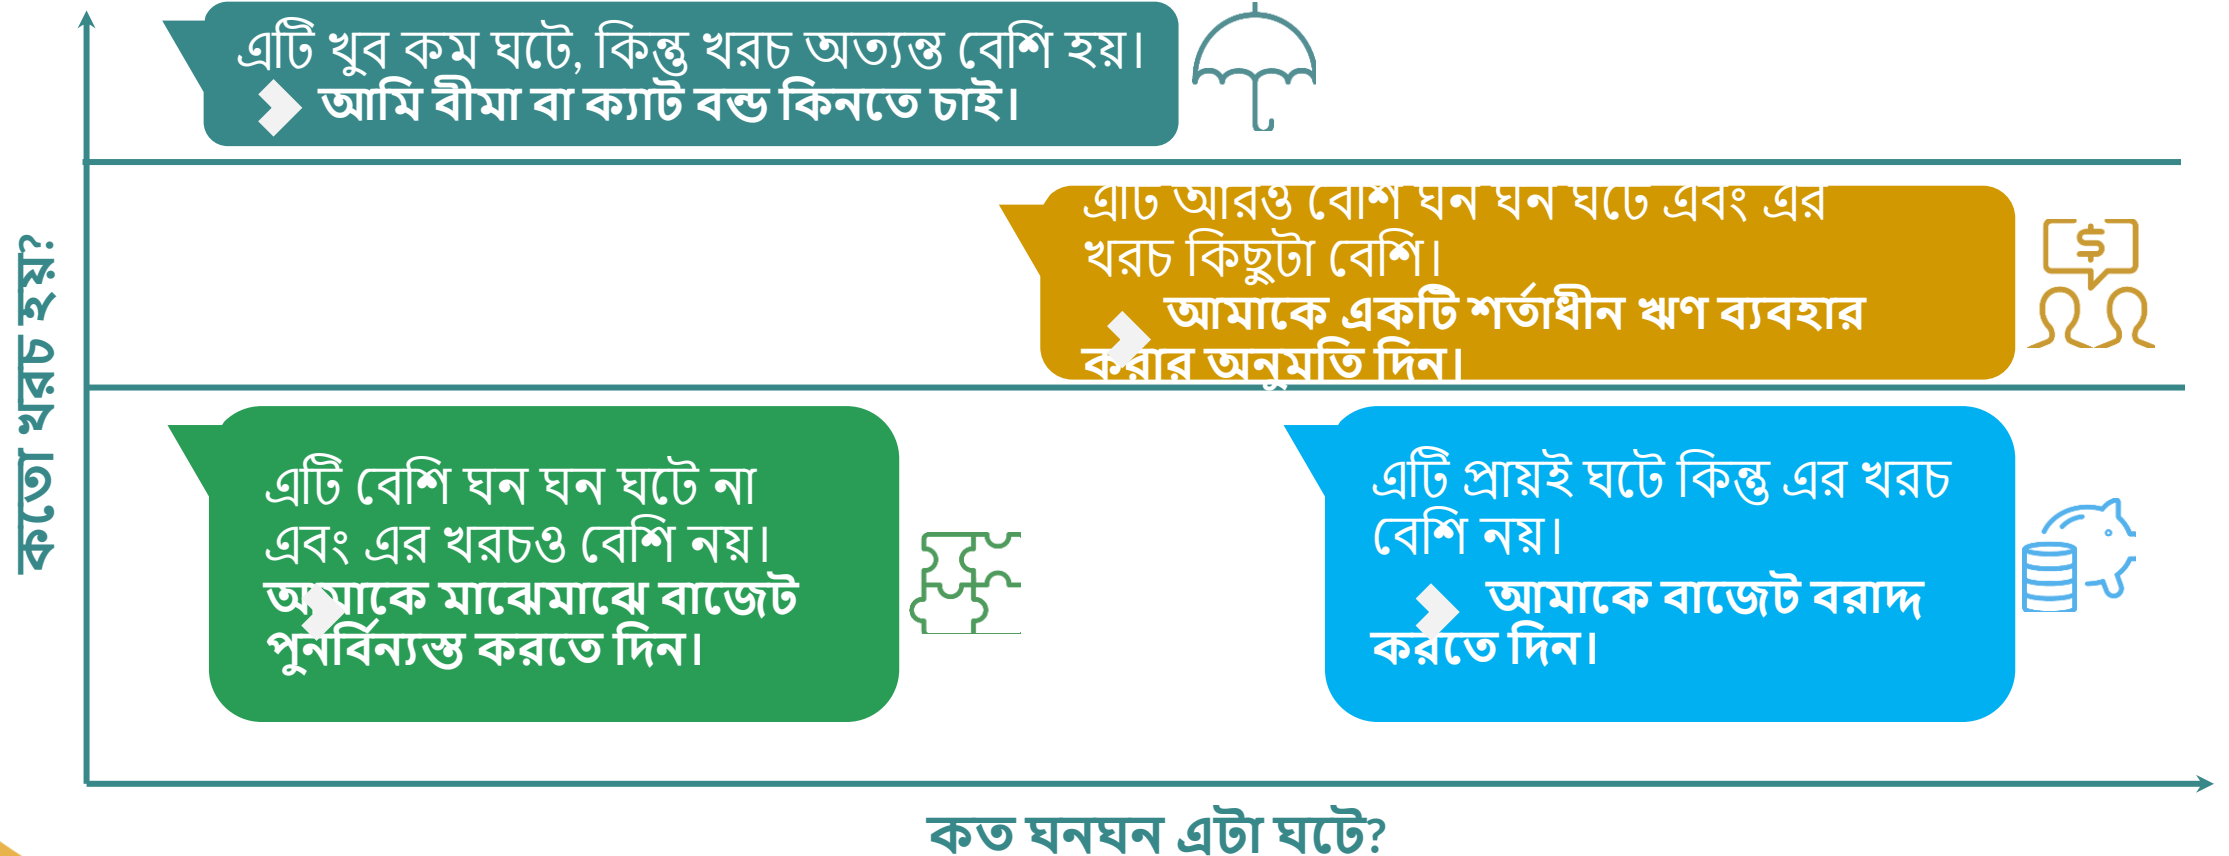 এটি খুব কম ঘটে, কিন্তু খরচ অত্যন্ত বেশি হয়।
আমি বীমা বা ক্যাট বন্ড কিনতে চাই।
এটি আরও বেশি ঘন ঘন ঘটে এবং এর
খরচ কিছুটা বেশি।
আমাকে একটি শর্তাধীন ঋণ ব্যবহার
করার অনুমতি দিন।
এটি বেশি ঘন ঘন ঘটে না
এবং এর খরচও বেশি নয়।
আমাকে মাঝেমাঝে বাজেট
পুনর্বিন্যস্ত করতে দিন।
এটি প্রায়ই ঘটে কিন্তু এর খরচ
বেশি নয়।
আমাকে বাজেট বরাদ্দ
করতে দিন।
কতো খরচ হয়?
কত ঘনঘন এটা ঘটে?